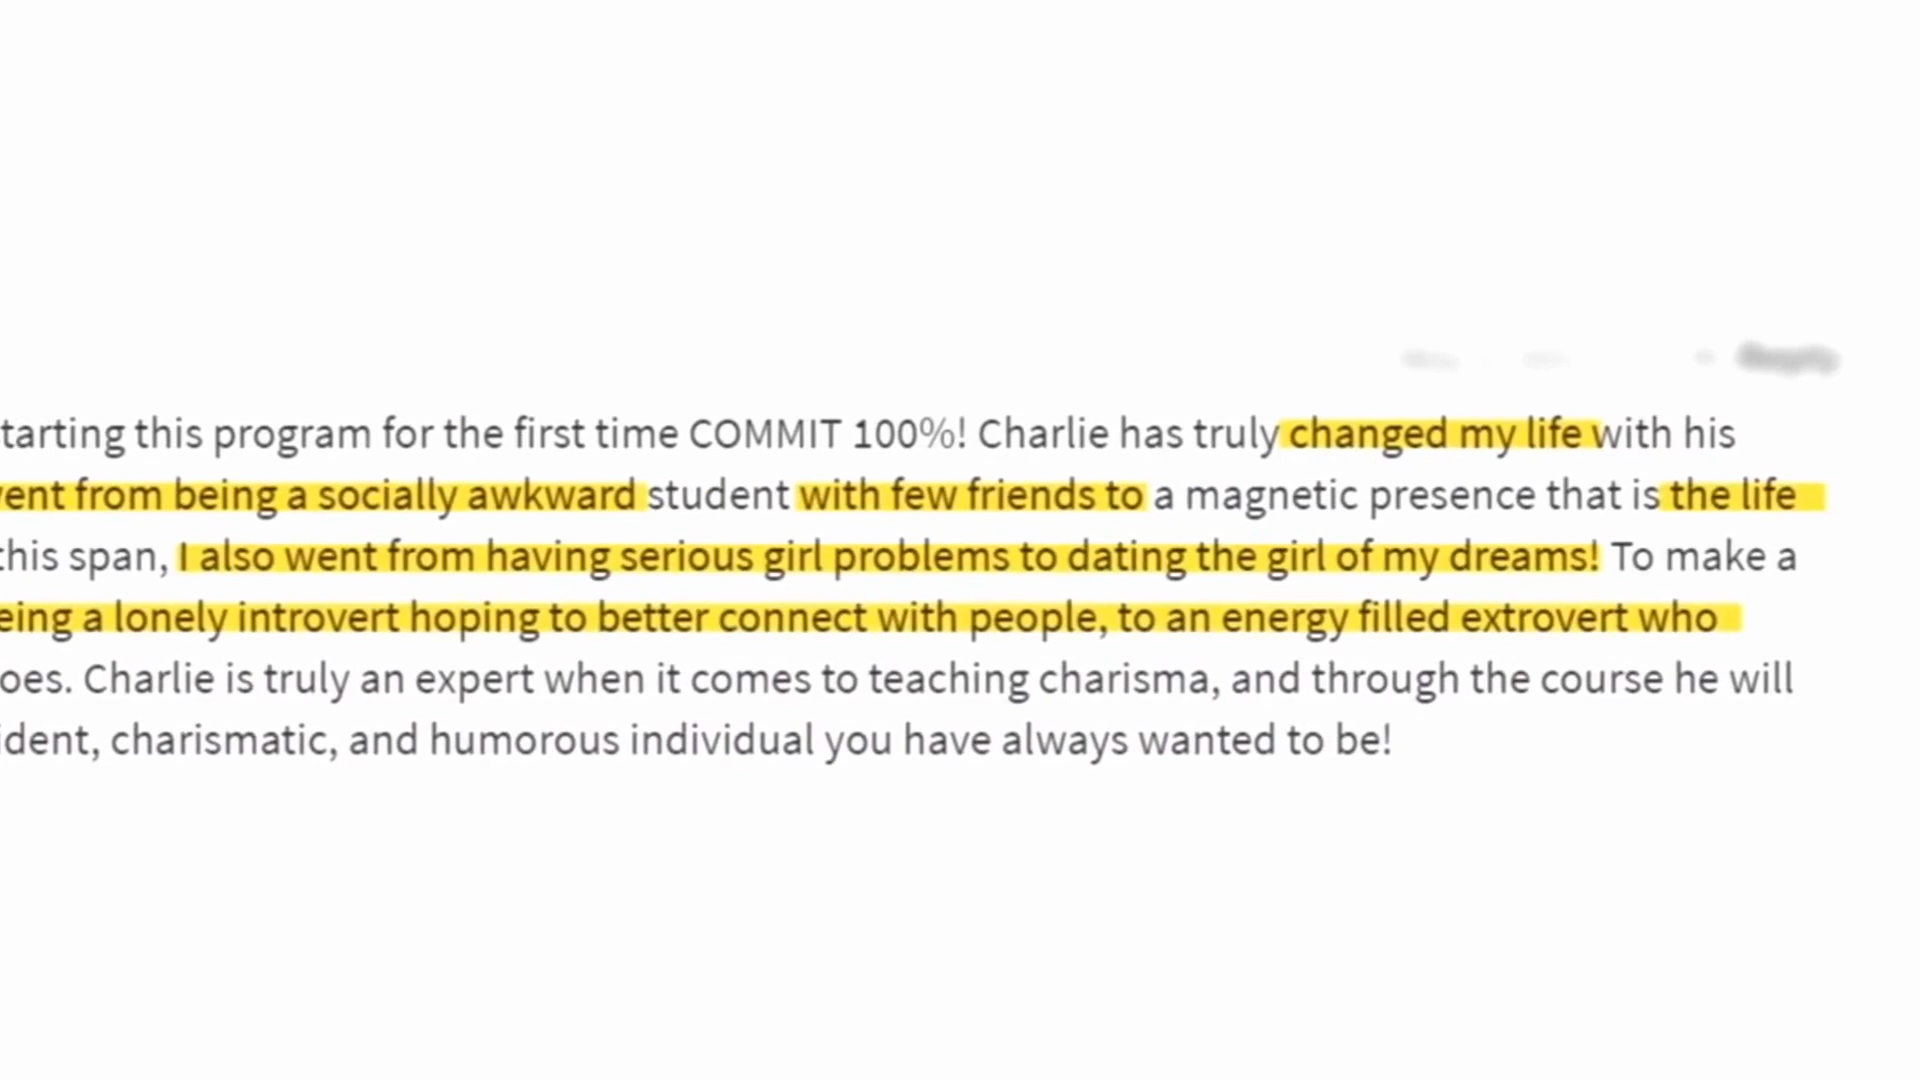 tarting this program for the first time COMMIT 100%! Charlie has truly changed my life with his
ent from being a socially awkward student with few friends to a magnetic presence that is the life
this span, I also went from having serious girl problems to dating the girl of my dreams! To make a
eing a lonely introvert hoping to better connect with people, to an energy filled extrovert who
oes. Charlie is truly an expert when it comes to teaching charisma, and through the course he will
ident, charismatic, and humorous individual you have always wanted to be!